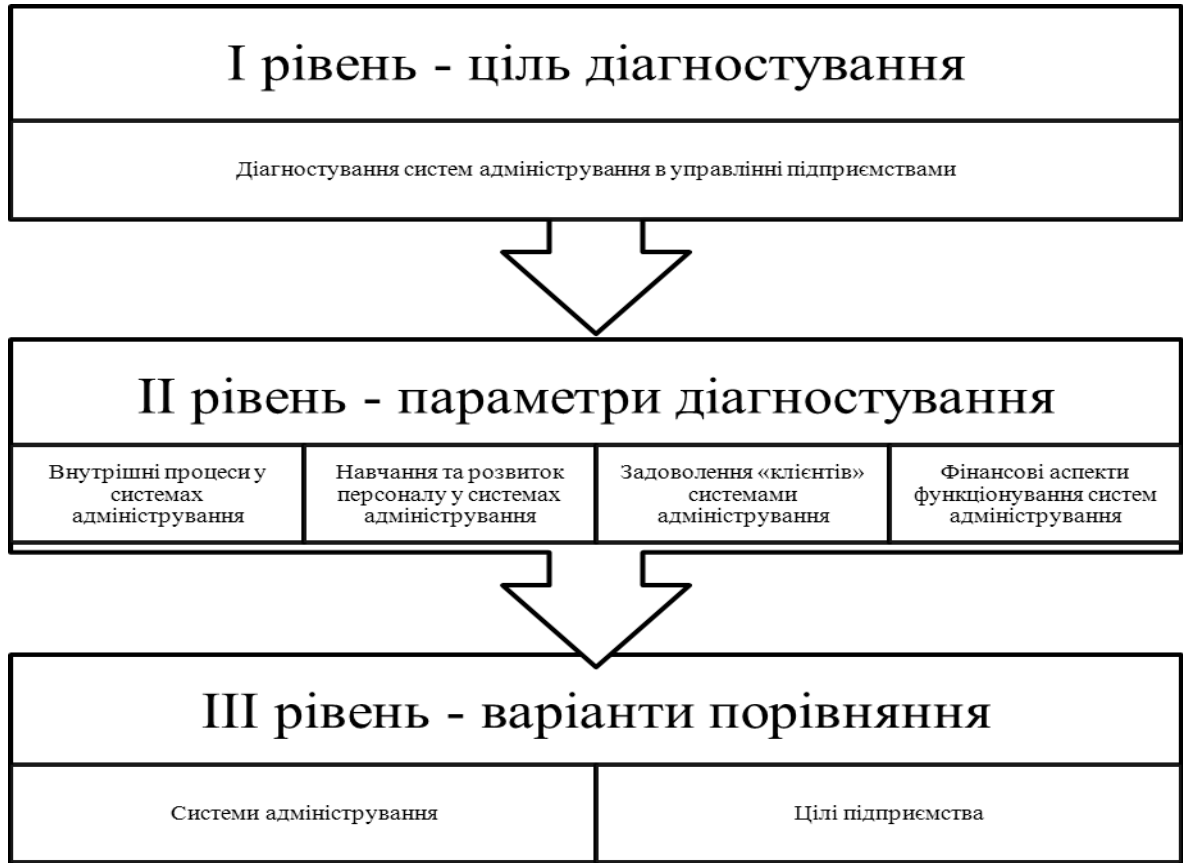 I рівень - ціль діагностування
Діагностування систем адміністрування в управлінні підприємствами
II рівень - параметри діагностування
Внутрішні процеси у
системах
адміністрування
Навчання та розвиток
персоналу у системах
адміністрування
Задоволення «клієнтів»
системами
адміністрування
Фінансові аспекти
функціонування систем
адміністрування
III рівень - варіанти порівняння
Системи адміністрування
Цілі підприємства